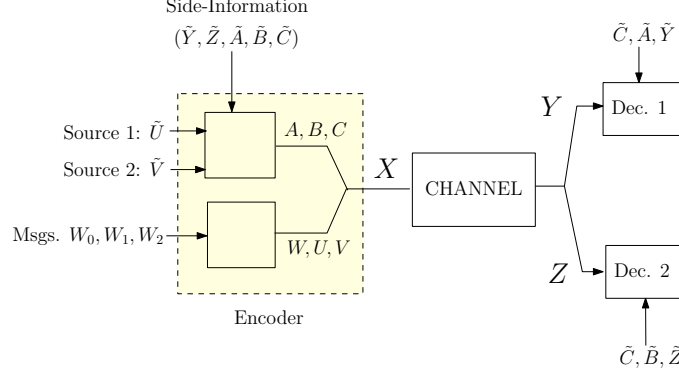 Side-Information
(Ỹ, Z̃, Ã, B̃, C̃)
C̃, Ã, Ỹ
Source 1: Ũ
A, B, C
Y
Dec. 1
Source 2: Ṽ
X
CHANNEL
Msgs. W₀, W₁, W₂
W, U, V
Z
Dec. 2
Encoder
C̃, B̃, Z̃